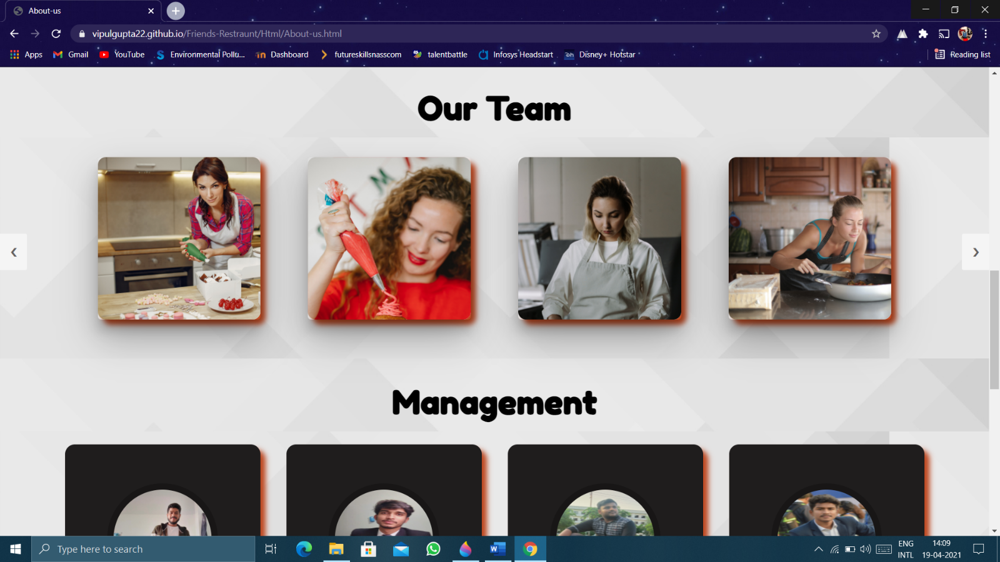 About-us
vipulgupta22.github.io/Friends-Restraunt/Html/About-us.html
Apps Gmail YouTube Environmental Pollu... Dashboard futureskillsnasscom talentbattle Infosys Headstart Disney+ Hotstar Reading list
Our Team
Management
Type here to search
ENG 14:09
INTL 19-04-2021